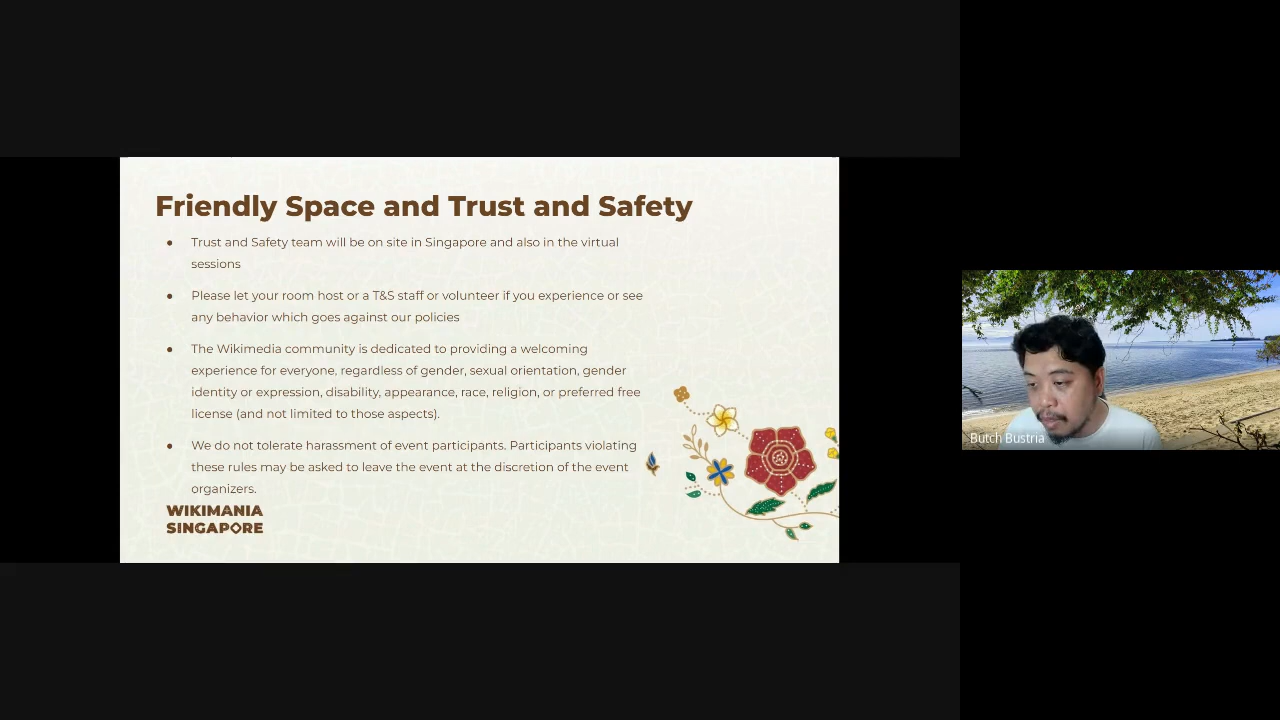 Friendly Space and Trust and Safety
● Trust and Safety team will be on site in Singapore and also in the virtual
sessions
● Please let your room host or a T&S staff or volunteer if you experience or see
any behavior which goes against our policies
● The Wikimedia community is dedicated to providing a welcoming
experience for everyone, regardless of gender, sexual orientation, gender
identity or expression, disability, appearance, race, religion, or preferred free
license (and not limited to those aspects).
● We do not tolerate harassment of event participants. Participants violating
these rules may be asked to leave the event at the discretion of the event
organizers.
WIKIMANIA
SINGAPORE
Butch Bustria